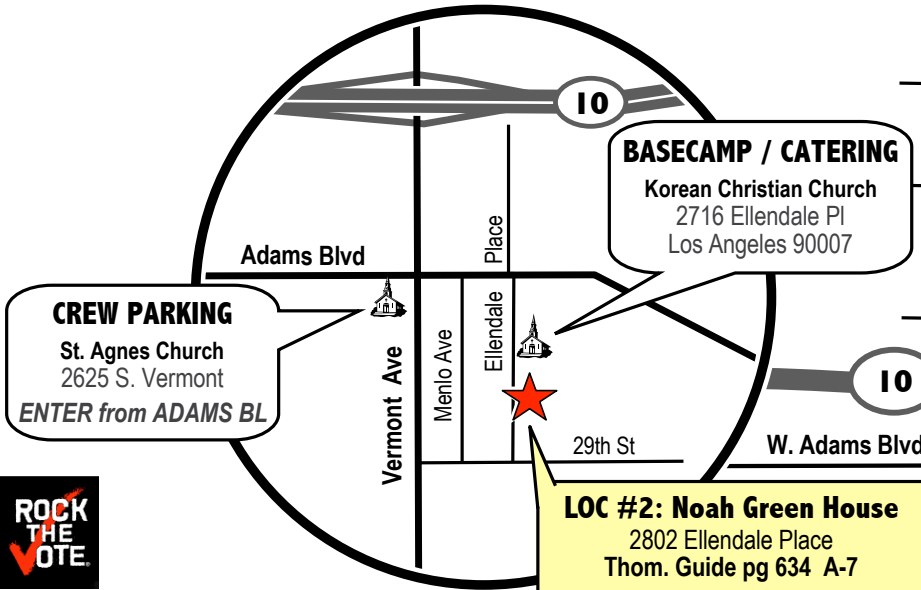 10
BASECAMP / CATERING
Korean Christian Church
2716 Ellendale Pl
Los Angeles 90007
Adams Blvd
Place
CREW PARKING
St. Agnes Church
2625 S. Vermont
ENTER from ADAMS BL
Vermont Ave
Menlo Ave
Ellendale
10
29th St
W. Adams Blvd
LOC #2: Noah Green House
2802 Ellendale Place
Thom. Guide pg 634 A-7
ROCK
THE
VOTE.